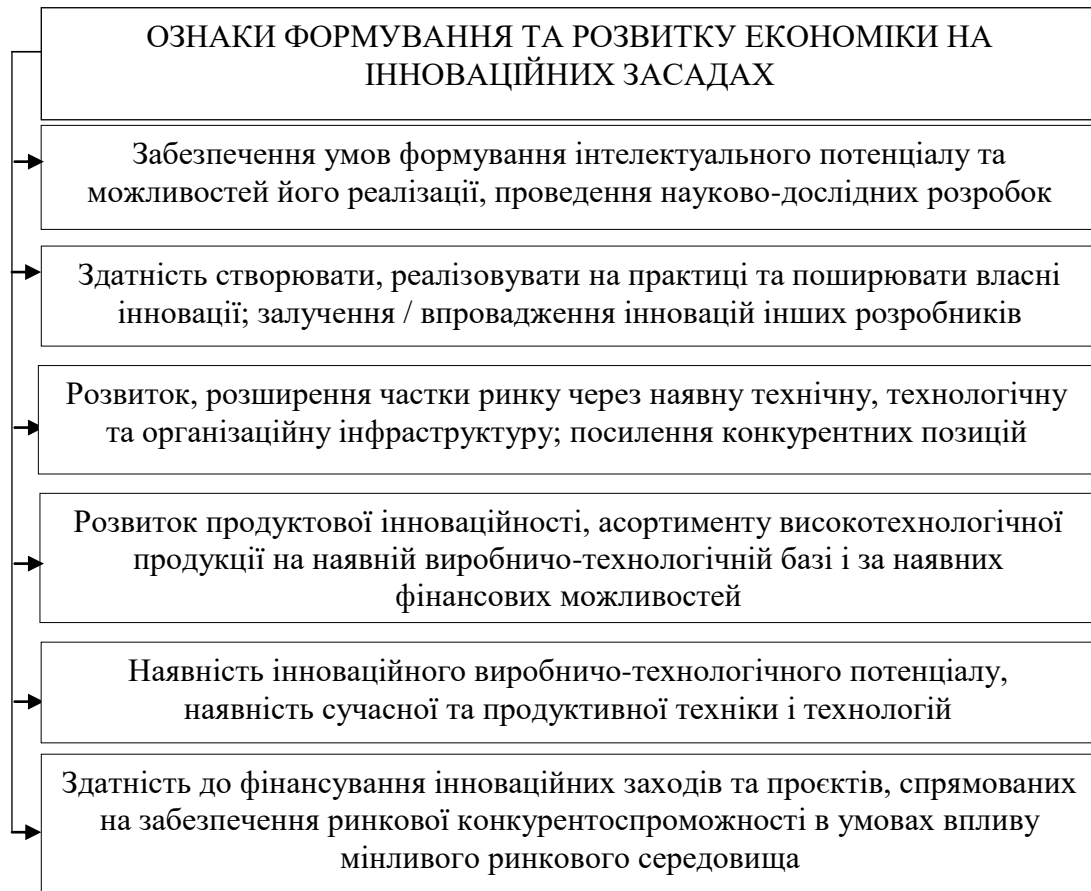 ОЗНАКИ ФОРМУВАННЯ ТА РОЗВИТКУ ЕКОНОМІКИ НА
ІННОВАЦІЙНИХ ЗАСАДАХ
Забезпечення умов формування інтелектуального потенціалу та
можливостей його реалізації, проведення науково-дослідних розробок
Здатність створювати, реалізовувати на практиці та поширювати власні
інновації; залучення / впровадження інновацій інших розробників
Розвиток, розширення частки ринку через наявну технічну, технологічну
та організаційну інфраструктуру; посилення конкурентних позицій
Розвиток продуктової інноваційності, асортименту високотехнологічної
продукції на наявній виробничо-технологічній базі і за наявних
фінансових можливостей
Наявність інноваційного виробничо-технологічного потенціалу,
наявність сучасної та продуктивної техніки і технологій
Здатність до фінансування інноваційних заходів та проєктів, спрямованих
на забезпечення ринкової конкурентоспроможності в умовах впливу
мінливого ринкового середовища